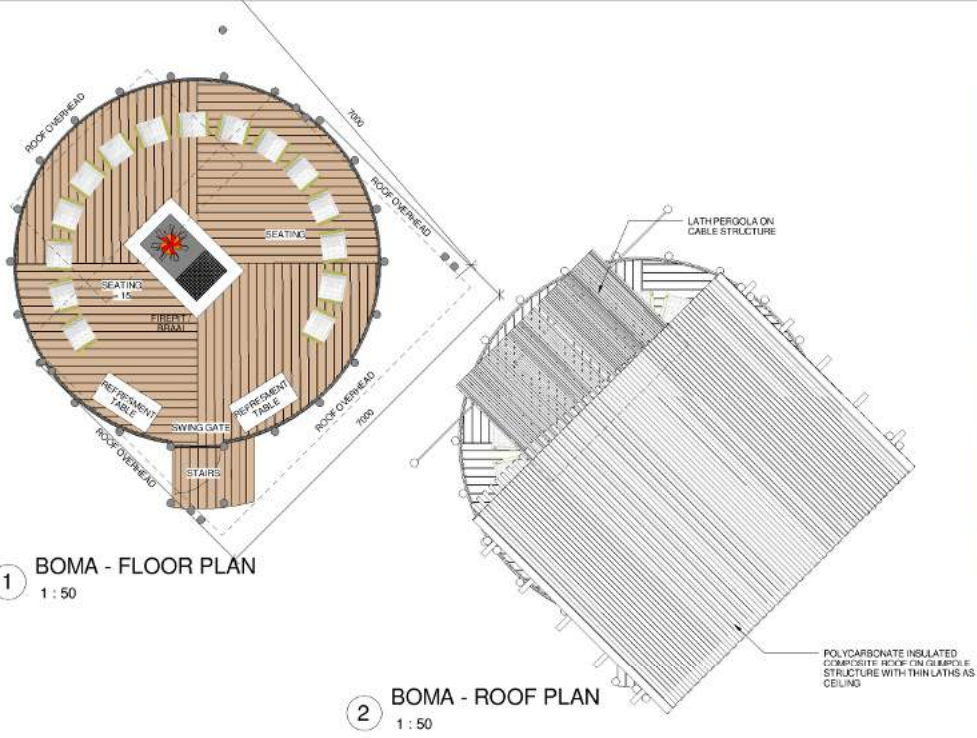 7000
ROOF OVERHEAD
ROOF OVERHEAD
SEATING
SEATING
- 15
FIREPIT /
BRAAI
REFRESMENT
TABLE
REFRESMENT
TABLE
SWING GATE
STAIRS
ROOF OVERHEAD
ROOF OVERHEAD
7000
1
BOMA - FLOOR PLAN
1 : 50
LATH PERGOLA ON
CABLE STRUCTURE
POLYCARBONATE INSULATED
COMPOSITE ROOF ON GUMPOLE
STRUCTURE WITH THIN LATHS AS
CEILING
2
BOMA - ROOF PLAN
1 : 50